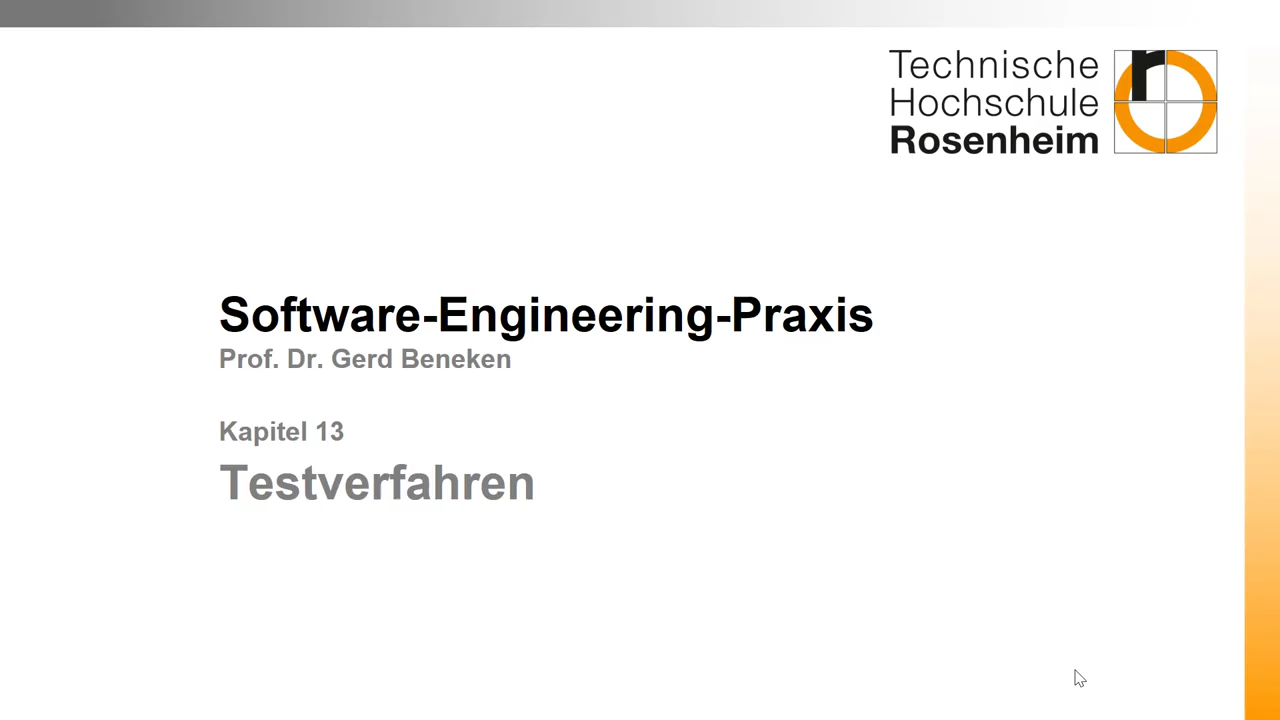 Technische
Hochschule
Rosenheim
Software-Engineering-Praxis
Prof. Dr. Gerd Beneken
Kapitel 13
Testverfahren